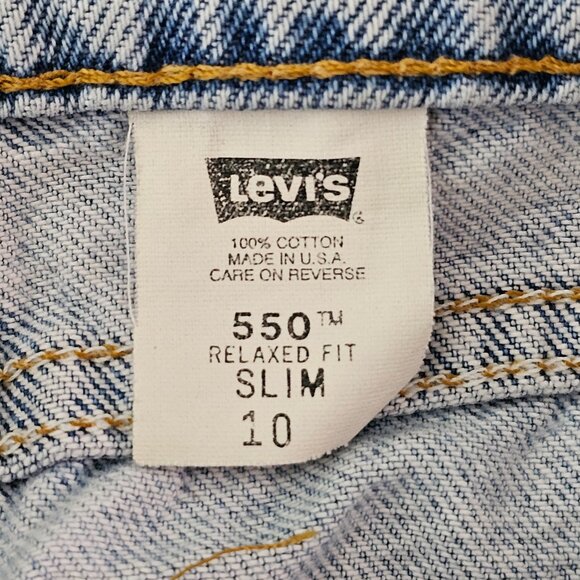 Levi's
100% COTTON
MADE IN U.S.A.
CARE ON REVERSE
550™
RELAXED FIT
SLIM
10